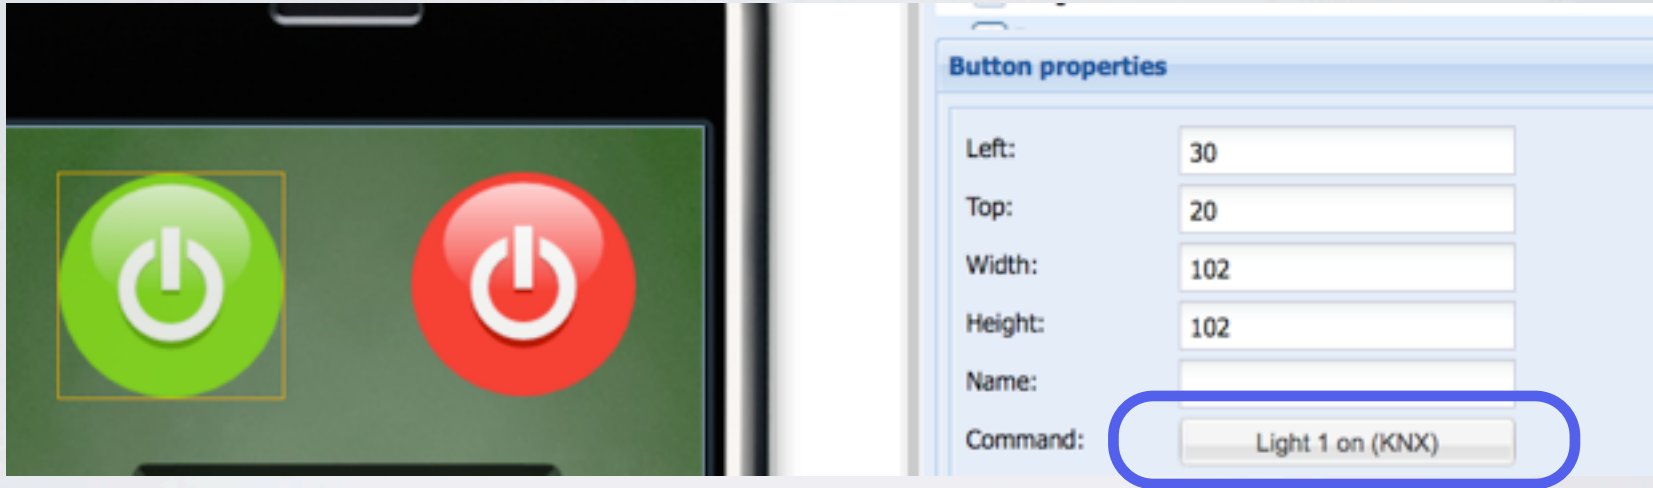 Button properties
Left: 30
Top: 20
Width: 102
Height: 102
Name:
Command: Light 1 on (KNX)